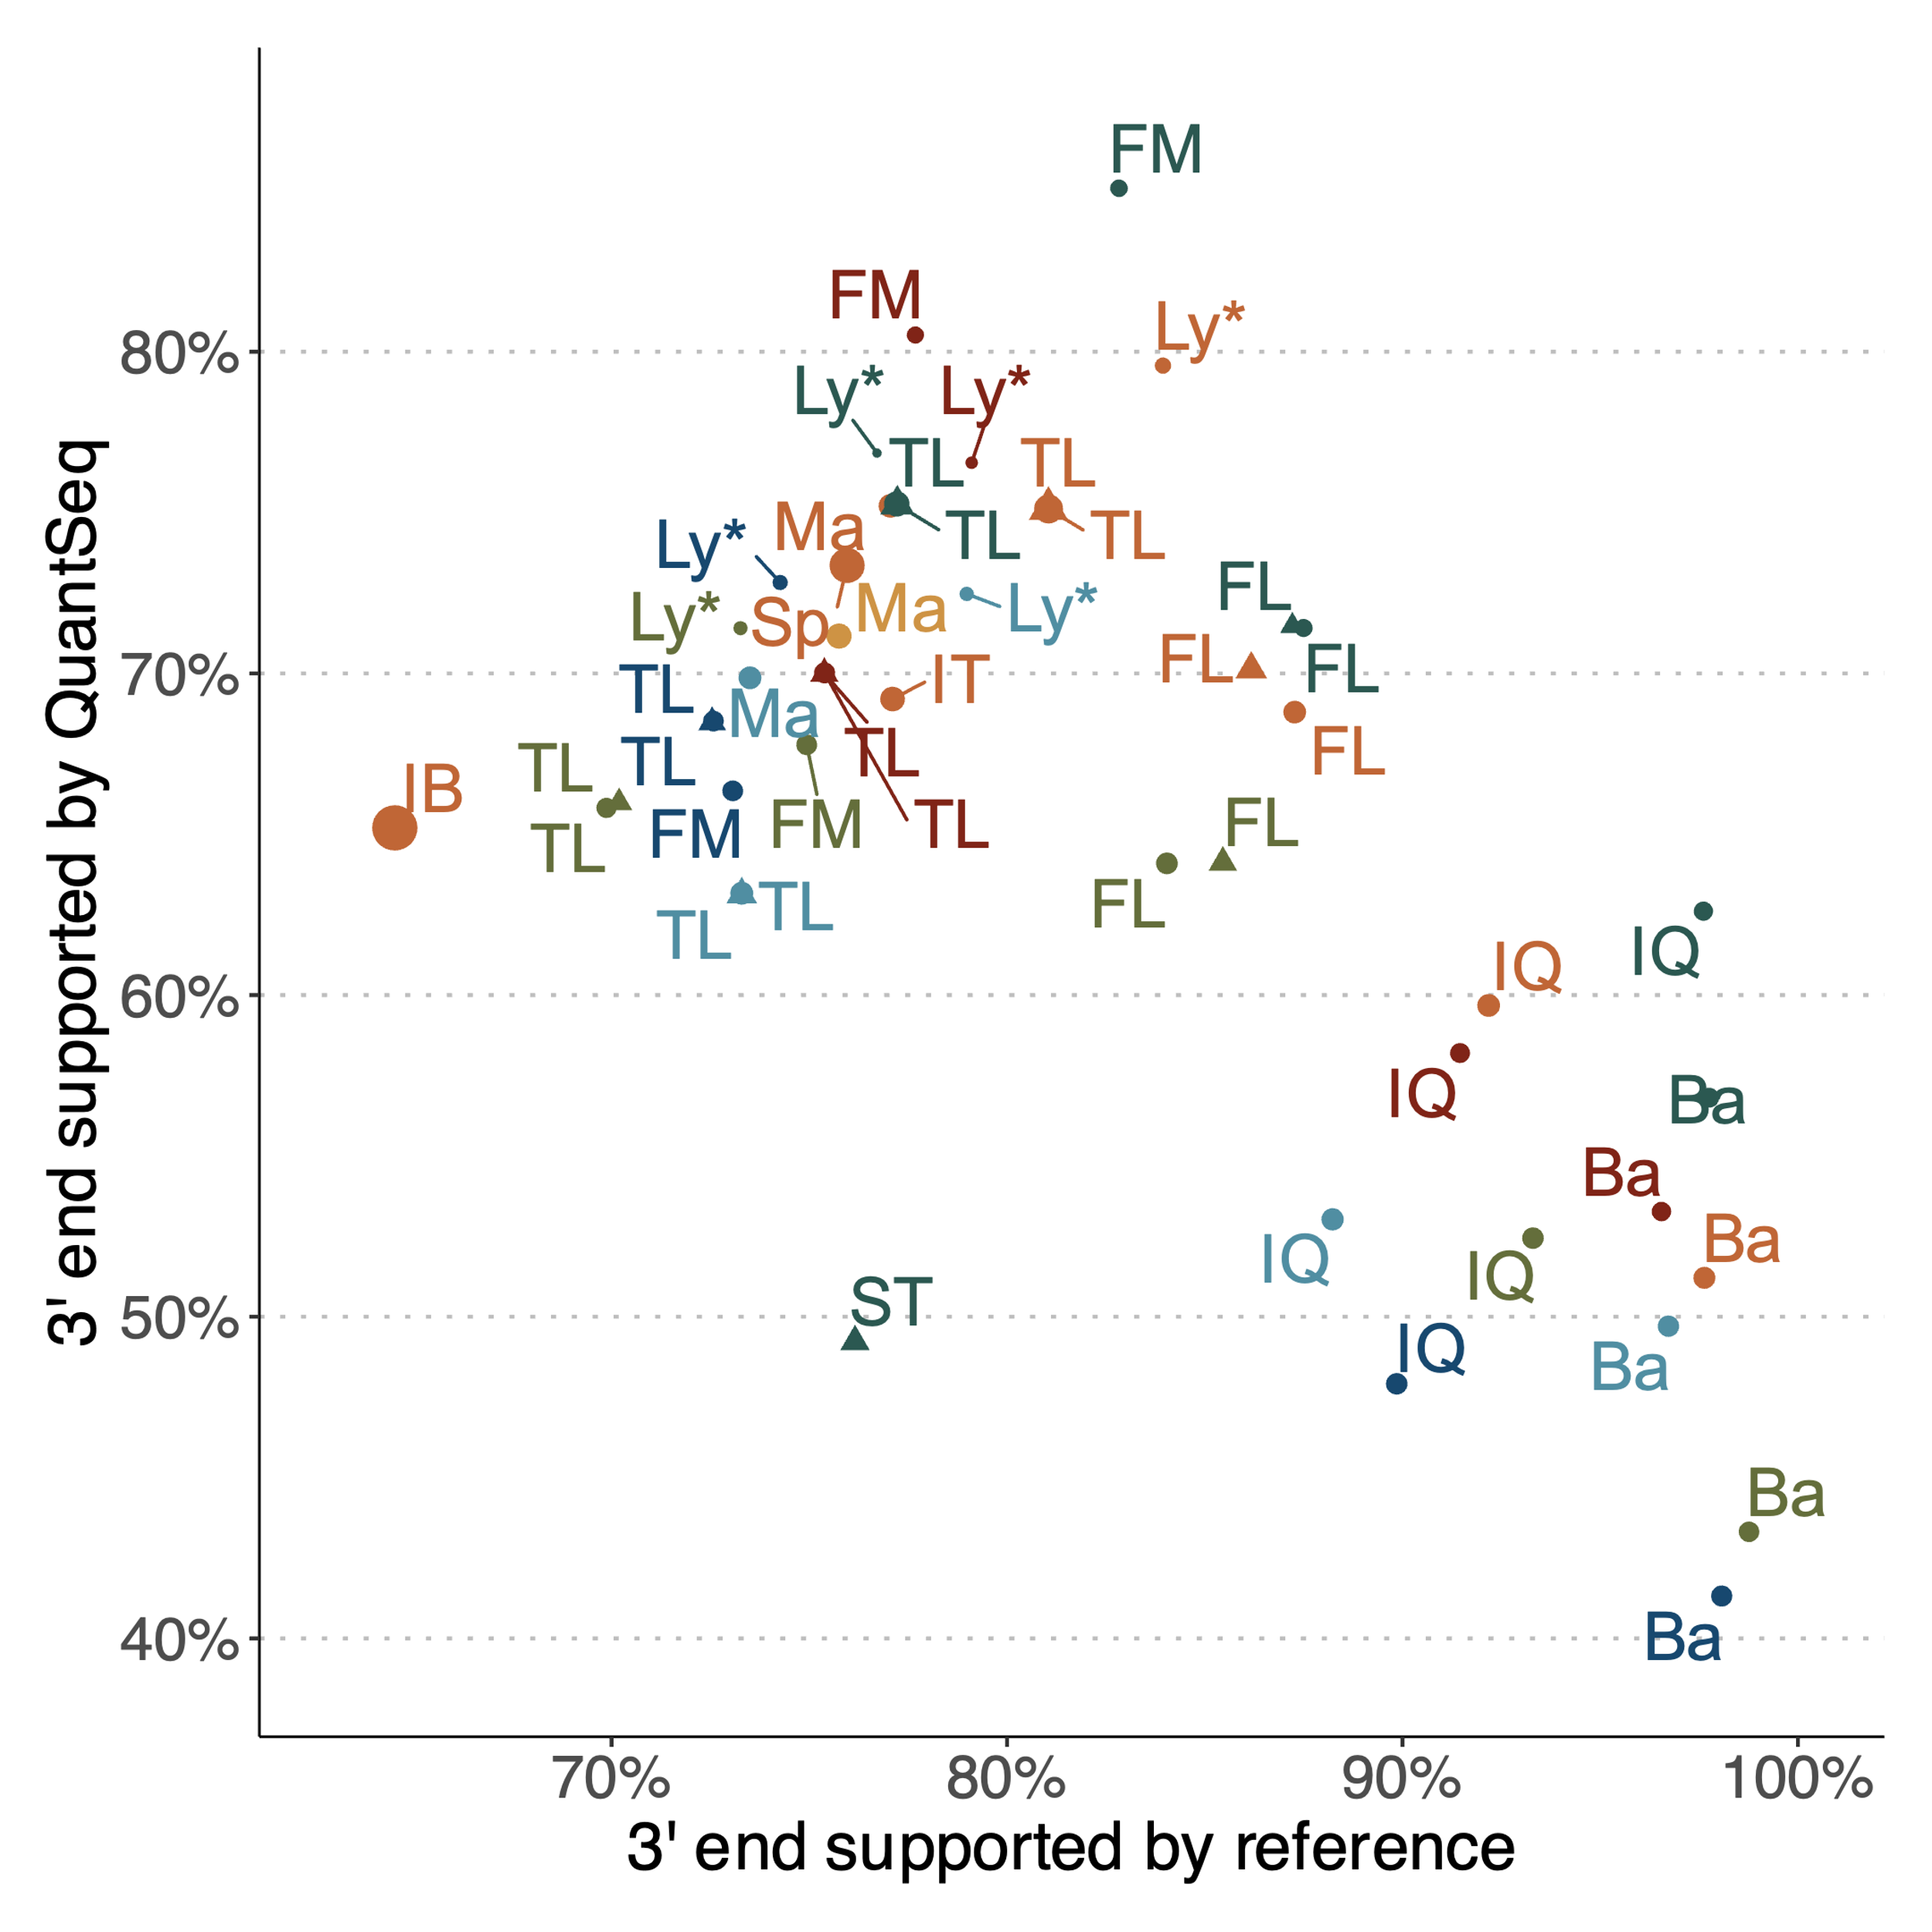 FM
FM
Ly*
80%
Ly*
Ly*
TL
TL
Ma
TL
TL
Ly*
FL
Ly*
Sp
Ma
Ly*
FL
FL
70%
IT
TL
Ma
TL
FL
TL
TL
IB
TL
FM
FM
TL
FL
TL
TL
FL
IQ
IQ
60%
IQ
Ba
Ba
Ba
IQ
IQ
ST
50%
IQ
Ba
Ba
40%
Ba
70%
80%
90%
100%
3' end supported by reference
3' end supported by QuantSeq